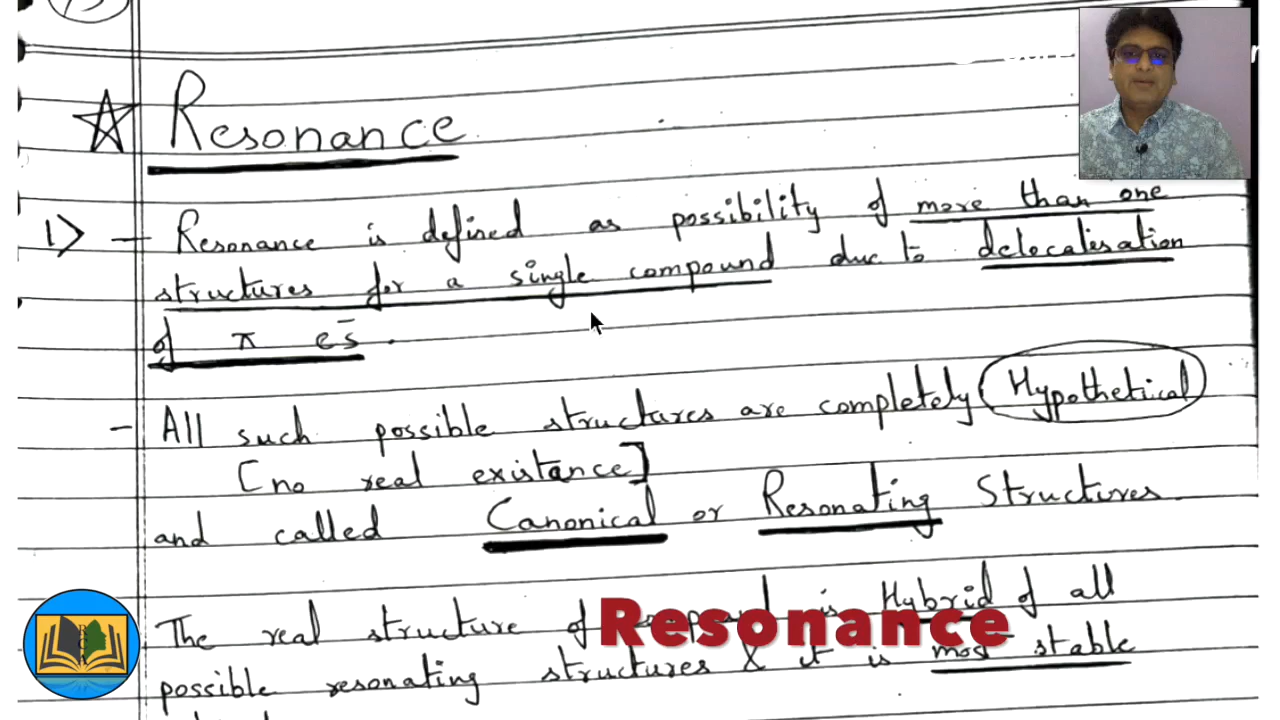 Resonance
1) — Resonance is defined as possibility of more than one
structures for a single compound due to delocalisation
of π es̄.
- All such possible structures are completely Hypothetical
[no real existance]
and called Canonical or Resonating Structures.
The real structure of is Hybrid of all
possible resonating structures & it is most stable
Resonance